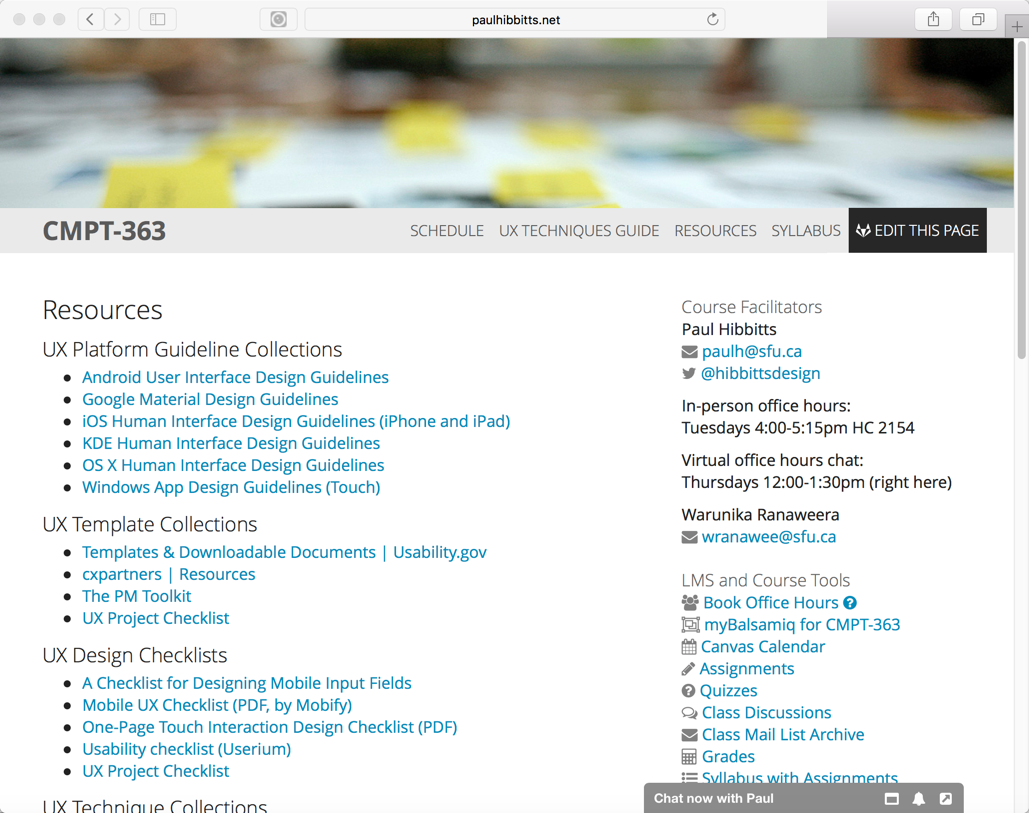 paulhibbitts.net
CMPT-363
SCHEDULE UX TECHNIQUES GUIDE RESOURCES SYLLABUS EDIT THIS PAGE
Resources
UX Platform Guideline Collections
Android User Interface Design Guidelines
Google Material Design Guidelines
iOS Human Interface Design Guidelines (iPhone and iPad)
KDE Human Interface Design Guidelines
OS X Human Interface Design Guidelines
Windows App Design Guidelines (Touch)
UX Template Collections
Templates & Downloadable Documents | Usability.gov
cxpartners | Resources
The PM Toolkit
UX Project Checklist
UX Design Checklists
A Checklist for Designing Mobile Input Fields
Mobile UX Checklist (PDF, by Mobify)
One-Page Touch Interaction Design Checklist (PDF)
Usability checklist (Userium)
UX Project Checklist
UX Technique Collections
Course Facilitators
Paul Hibbitts
paulh@sfu.ca
@hibbittsdesign
In-person office hours:
Tuesdays 4:00-5:15pm HC 2154
Virtual office hours chat:
Thursdays 12:00-1:30pm (right here)
Warunika Ranaweera
wranawee@sfu.ca
LMS and Course Tools
Book Office Hours
myBalsamiq for CMPT-363
Canvas Calendar
Assignments
Quizzes
Class Discussions
Class Mail List Archive
Grades
Syllabus with Assignments
Chat now with Paul